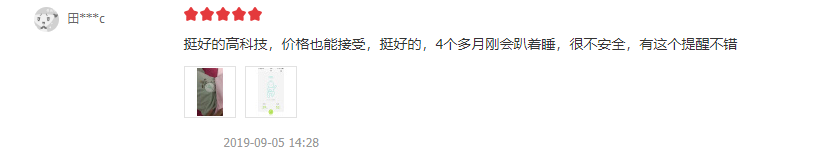 田***c
挺好的高科技，价格也能接受，挺好的，4个多月刚会趴着睡，很不安全，有这个提醒不错
2019-09-05 14:28